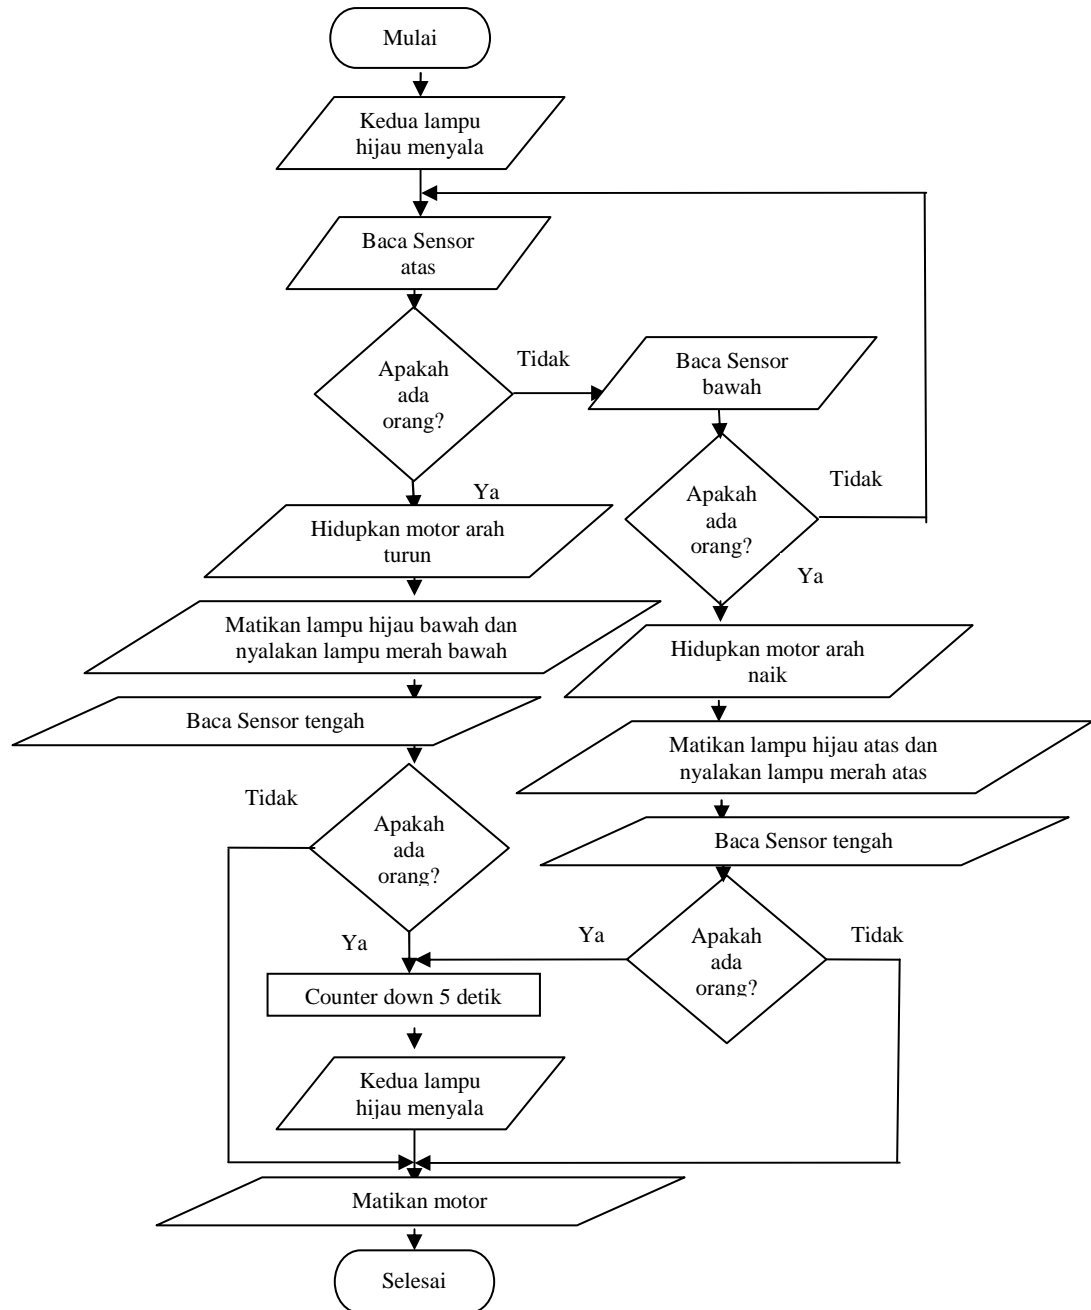 Mulai
Kedua lampu
hijau menyala
Baca Sensor
atas
Apakah
ada
orang?
Tidak
Baca Sensor
bawah
Ya
Apakah
ada
orang?
Tidak
Ya
Hidupkan motor arah
turun
Matikan lampu hijau bawah dan
nyalakan lampu merah bawah
Baca Sensor tengah
Hidupkan motor arah
naik
Matikan lampu hijau atas dan
nyalakan lampu merah atas
Baca Sensor tengah
Tidak
Apakah
ada
orang?
Ya
Ya
Apakah
ada
orang?
Tidak
Counter down 5 detik
Kedua lampu
hijau menyala
Matikan motor
Selesai